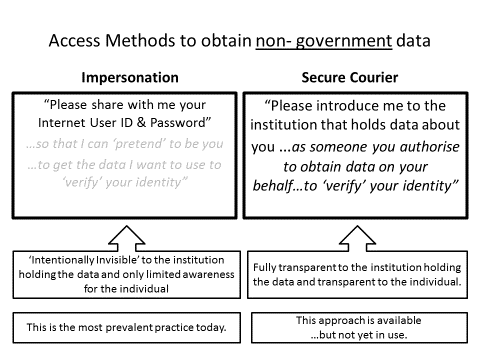 Access Methods to obtain non- government data
Impersonation
“Please share with me your
Internet User ID & Password”
...so that I can ‘pretend’ to be you
...to get the data I want to use to
‘verify’ your identity”
‘Intentionally Invisible’ to the institution
holding the data and only limited awareness
for the individual
This is the most prevalent practice today.
Secure Courier
“Please introduce me to the
institution that holds data about
you ...as someone you authorise
to obtain data on your
behalf...to ‘verify’ your identity”
Fully transparent to the institution holding
the data and transparent to the individual.
This approach is available
...but not yet in use.